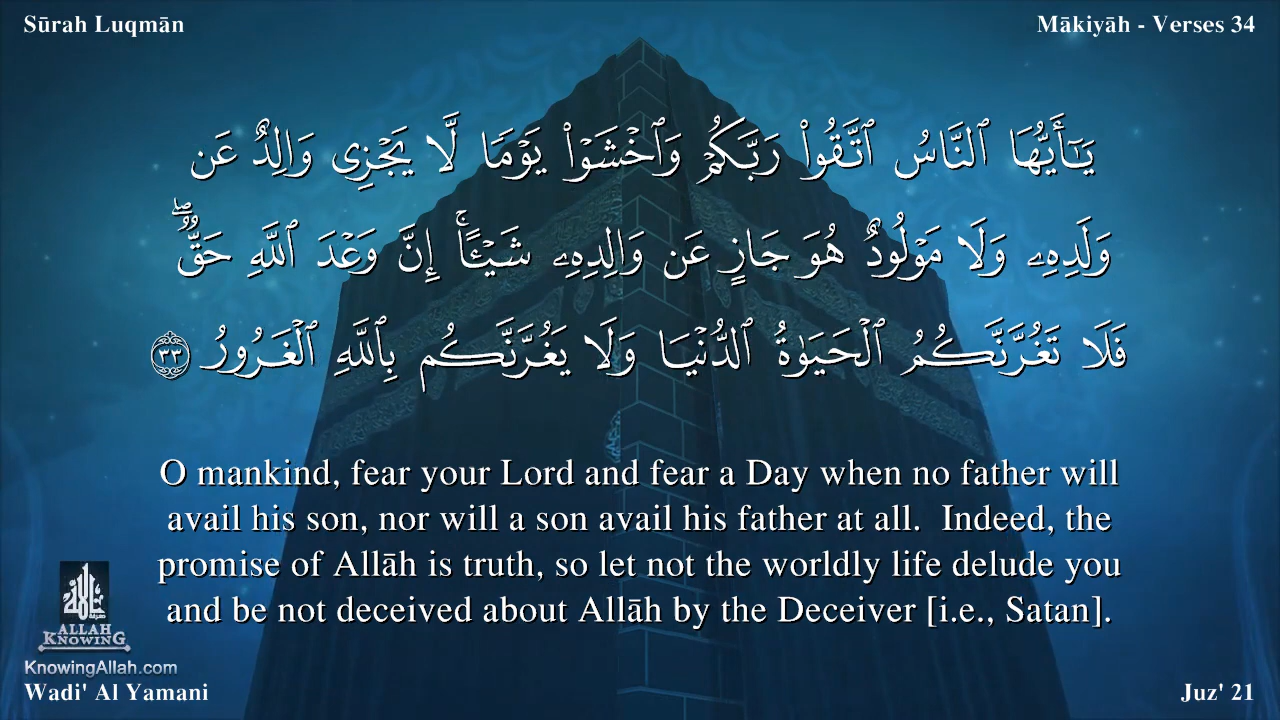 Sūrah Luqmān
Mākiyāh - Verses 34
يَـٰٓأَيُّهَا ٱلنَّاسُ ٱتَّقُوا۟ رَبَّكُمْ وَٱخْشَوْا۟ يَوْمًا لَّا يَجْزِى وَالِدٌ عَن
وَلَدِهِۦ وَلَا مَوْلُودٌ هُوَ جَازٍ عَن وَالِدِهِۦ شَيْـًٔا ۚ إِنَّ وَعْدَ ٱللَّهِ حَقٌّ ۖ
فَلَا تَغُرَّنَّكُمُ ٱلْحَيَوٰةُ ٱلدُّنْيَا وَلَا يَغُرَّنَّكُم بِٱللَّهِ ٱلْغَرُورُ ٣٣
O mankind, fear your Lord and fear a Day when no father will
avail his son, nor will a son avail his father at all. Indeed, the
promise of Allāh is truth, so let not the worldly life delude you
and be not deceived about Allāh by the Deceiver [i.e., Satan].
ALLAH
KNOWING
KnowingAllah.com
Wadi' Al Yamani
Juz' 21